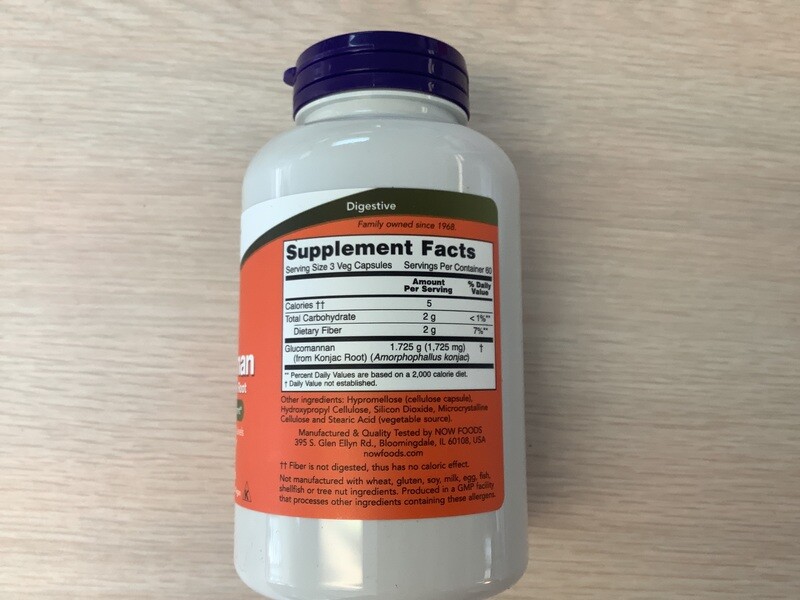 Digestive
Family owned since 1968.
Supplement Facts
Serving Size 3 Veg Capsules Servings Per Container 60
Amount Per Serving % Daily Value
Calories †† 5
Total Carbohydrate 2 g < 1%**
Dietary Fiber 2 g 7%**
Glucomannan 1.725 g (1,725 mg) †
(from Konjac Root) (Amorphophallus konjac)
** Percent Daily Values are based on a 2,000 calorie diet.
† Daily Value not established.
Other ingredients: Hypromellose (cellulose capsule),
Hydroxypropyl Cellulose, Silicon Dioxide, Microcrystalline
Cellulose and Stearic Acid (vegetable source).
Manufactured & Quality Tested by NOW FOODS
395 S. Glen Ellyn Rd., Bloomingdale, IL 60108, USA
nowfoods.com
†† Fiber is not digested, thus has no caloric effect.
Not manufactured with wheat, gluten, soy, milk, egg, fish,
shellfish or tree nut ingredients. Produced in a GMP facility
that processes other ingredients containing these allergens.
nan
Root
K